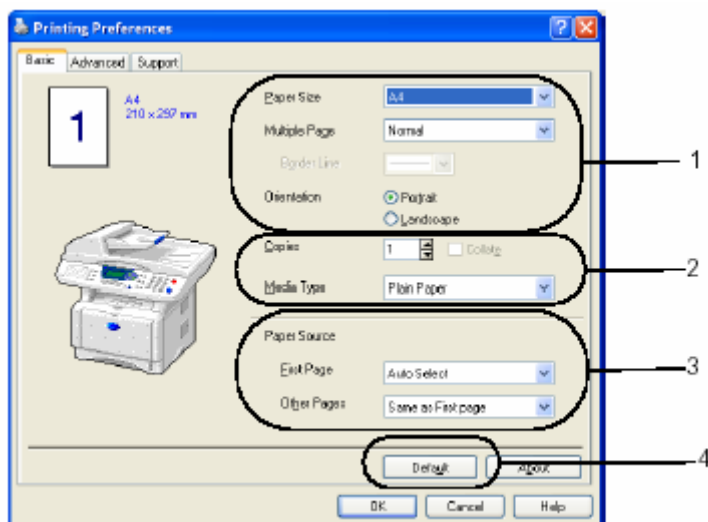 Printing Preferences
Basic Advanced Support
1
A4
210 x 297 mm
Paper Size A4
Multiple Page Normal
Border Line
Orientation Portrait
Landscape
1
Copies 1 Collate
Media Type Plain Paper
2
Paper Source
First Page Auto Select
Other Pages Same as First page
3
Default About
4
OK Cancel Help